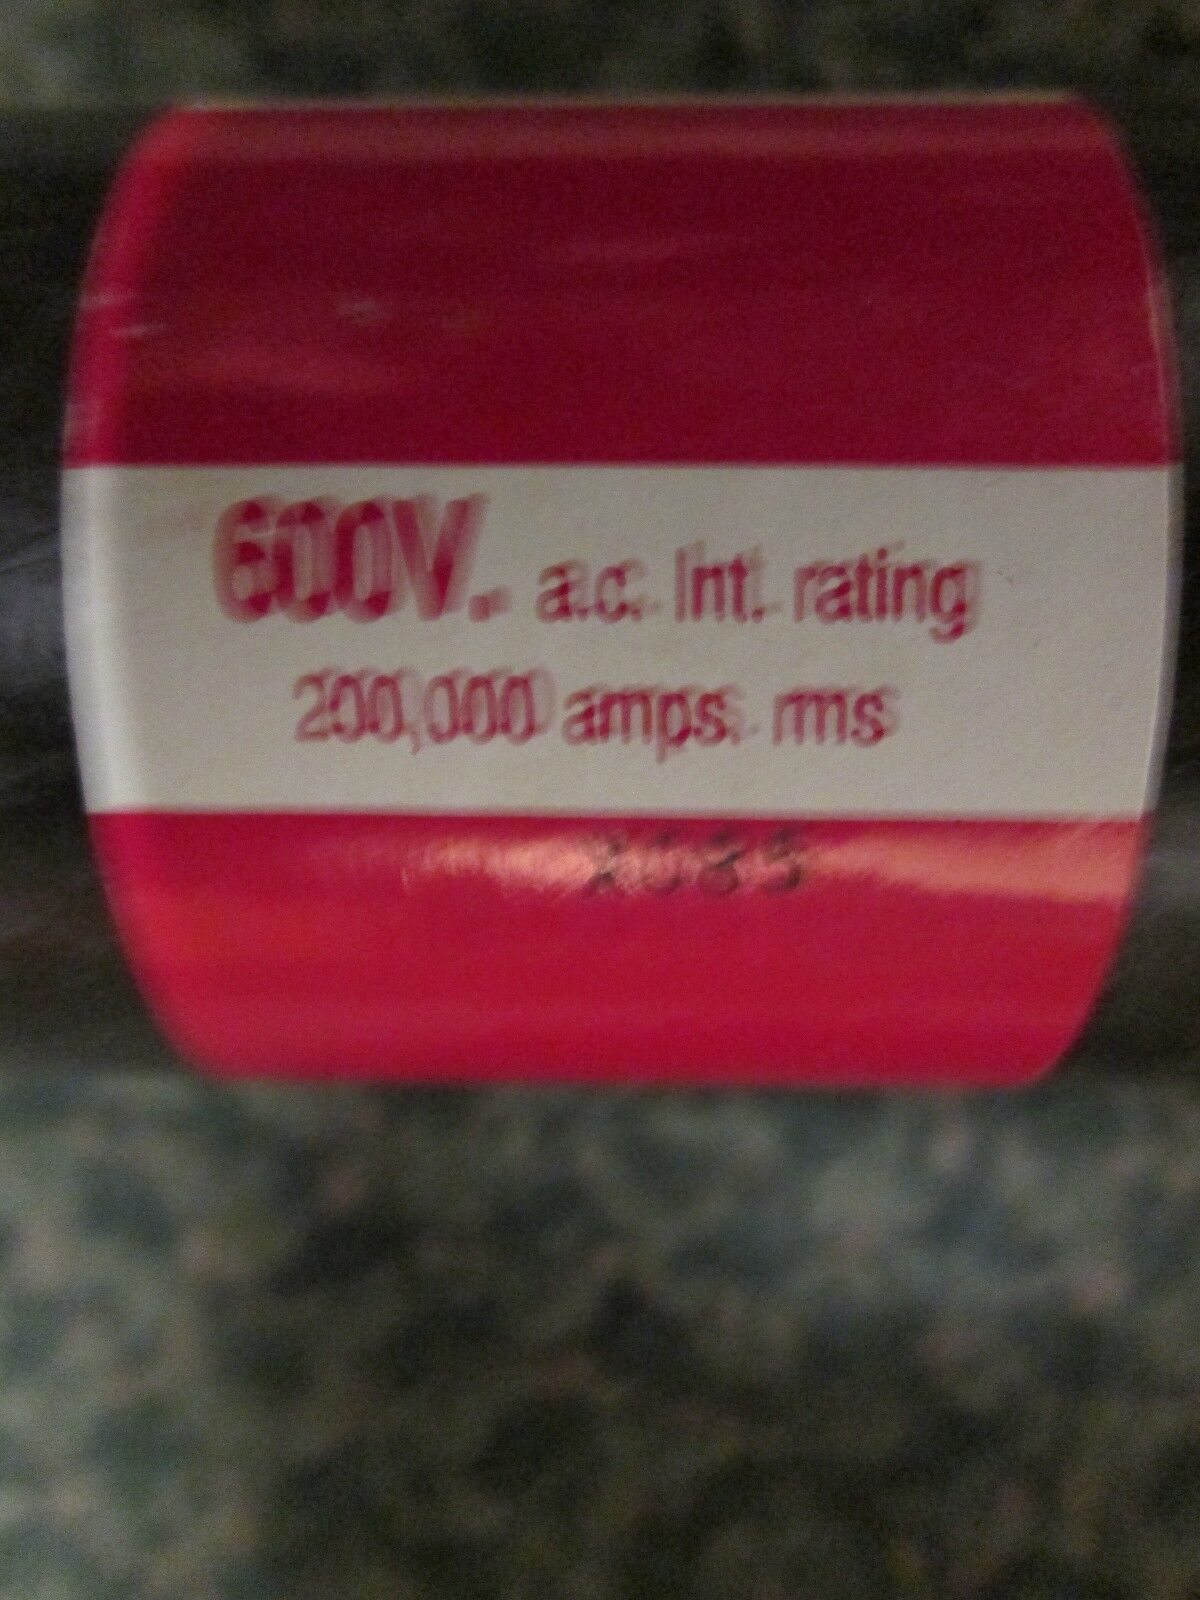 600V. a.c. Int. rating
200,000 amps. rms